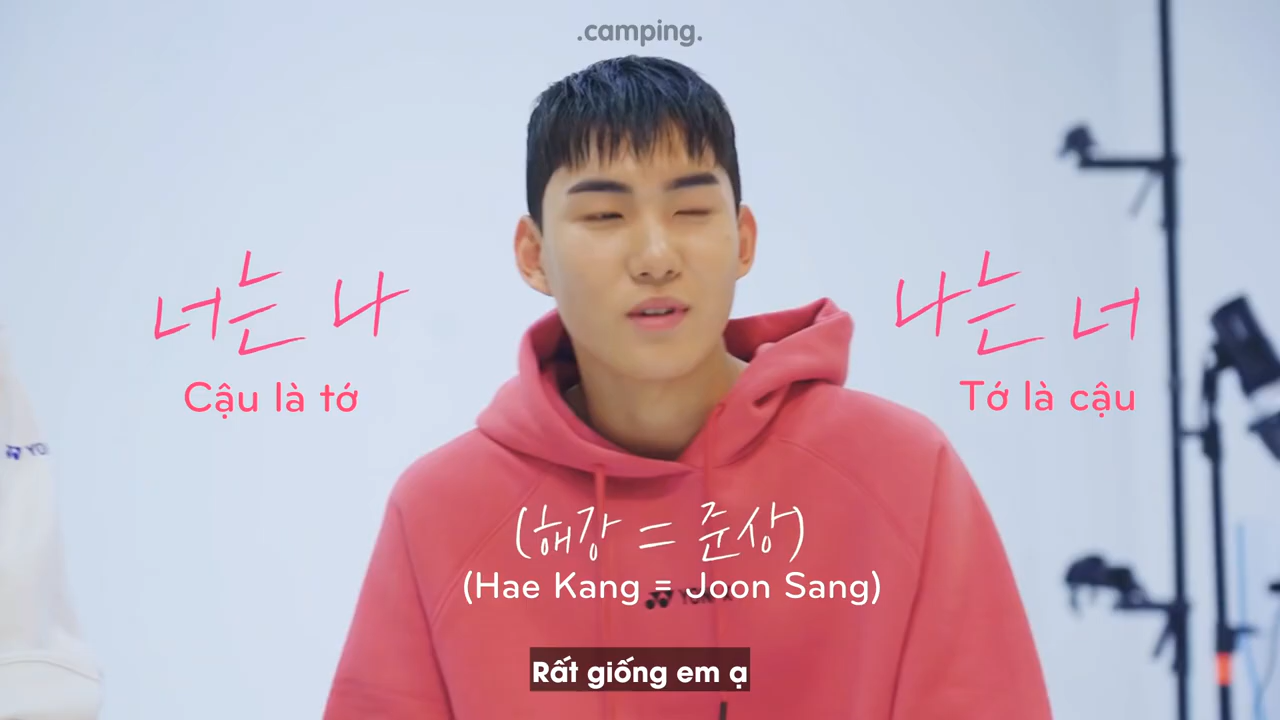 .camping.
너는 나
나는 너
Cậu là tớ
Tớ là cậu
(해강 = 준상)
(Hae Kang = Joon Sang)
Rất giống em ạ